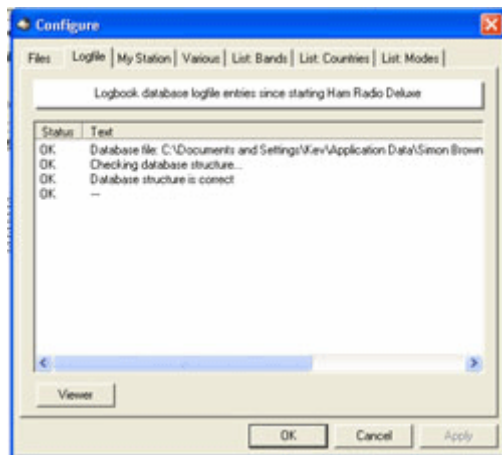 Configure
Files Logfile My Station Various List: Bands List: Countries List: Modes
Logbook database logfile entries since starting Ham Radio Deluxe
Status Text
OK Database file: C:\Documents and Settings\Kev\Application Data\Simon Brown
OK Checking database structure...
OK Database structure is correct
OK ---
Viewer
OK Cancel Apply